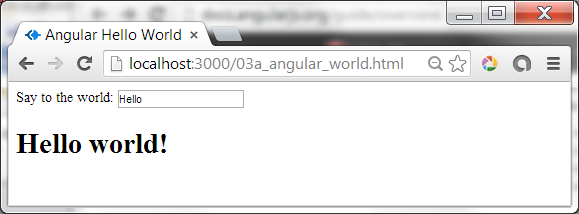 Angular Hello World
localhost:3000/03a_angular_world.html
Say to the world: Hello
Hello world!